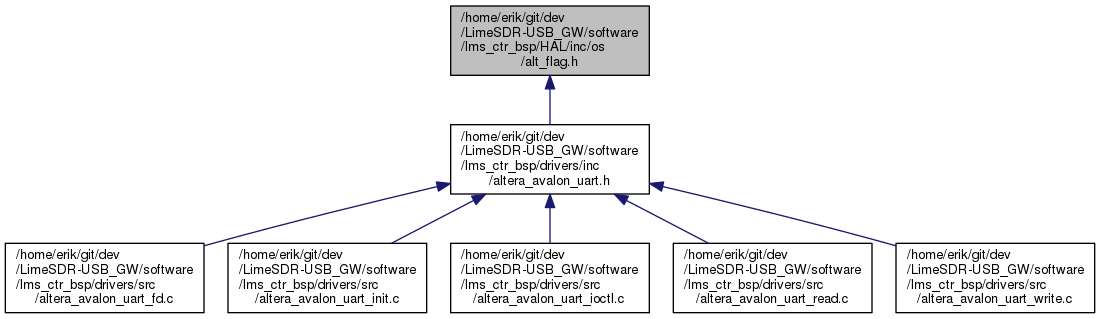 /home/erik/git/dev
/LimeSDR-USB_GW/software
/lms_ctr_bsp/HAL/inc/os
/alt_flag.h
/home/erik/git/dev
/LimeSDR-USB_GW/software
/lms_ctr_bsp/drivers/inc
/altera_avalon_uart.h
/home/erik/git/dev
/LimeSDR-USB_GW/software
/lms_ctr_bsp/drivers/src
/altera_avalon_uart_fd.c
/home/erik/git/dev
/LimeSDR-USB_GW/software
/lms_ctr_bsp/drivers/src
/altera_avalon_uart_init.c
/home/erik/git/dev
/LimeSDR-USB_GW/software
/lms_ctr_bsp/drivers/src
/altera_avalon_uart_ioctl.c
/home/erik/git/dev
/LimeSDR-USB_GW/software
/lms_ctr_bsp/drivers/src
/altera_avalon_uart_read.c
/home/erik/git/dev
/LimeSDR-USB_GW/software
/lms_ctr_bsp/drivers/src
/altera_avalon_uart_write.c